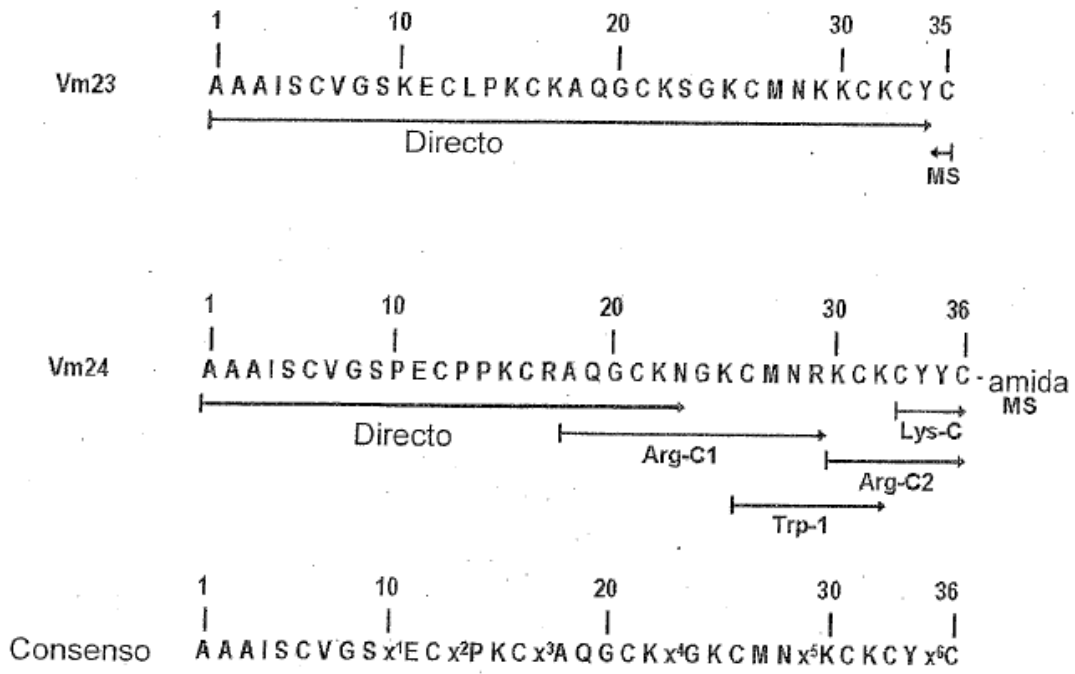 1 10 20 30 35
Vm23 AAAISCVGSKECLPKCKAQGCKSGKCMNKKCKCYC
Directo
MS
1 10 20 30 36
Vm24 AAAISCVGSPECPPKCRAQGCKNGKCMNRKCKCYYC-amida
MS
Directo
Lys-C
Arg-C1
Arg-C2
Trp-1
1 10 20 30 36
Consenso AAAISCVGSx¹ECx²PKCx³AQGCKx⁴GKCMNx⁵KCKCYx⁶C